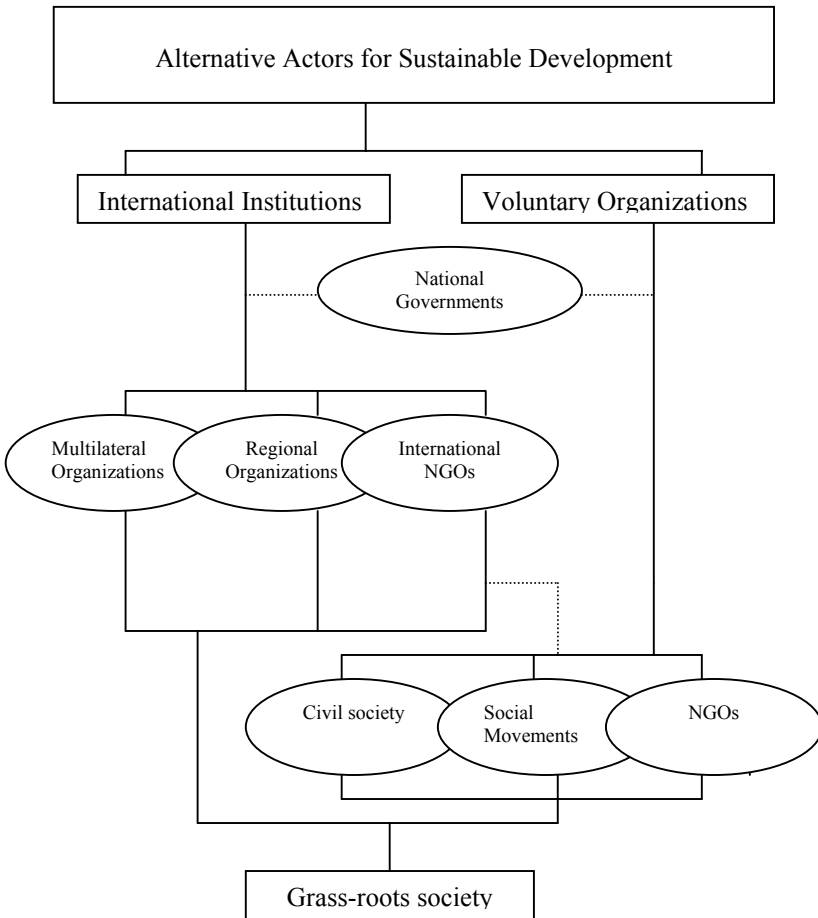 Alternative Actors for Sustainable Development
International Institutions
Voluntary Organizations
National
Governments
Multilateral
Organizations
Regional
Organizations
International
NGOs
Civil society
Social
Movements
NGOs
Grass-roots society